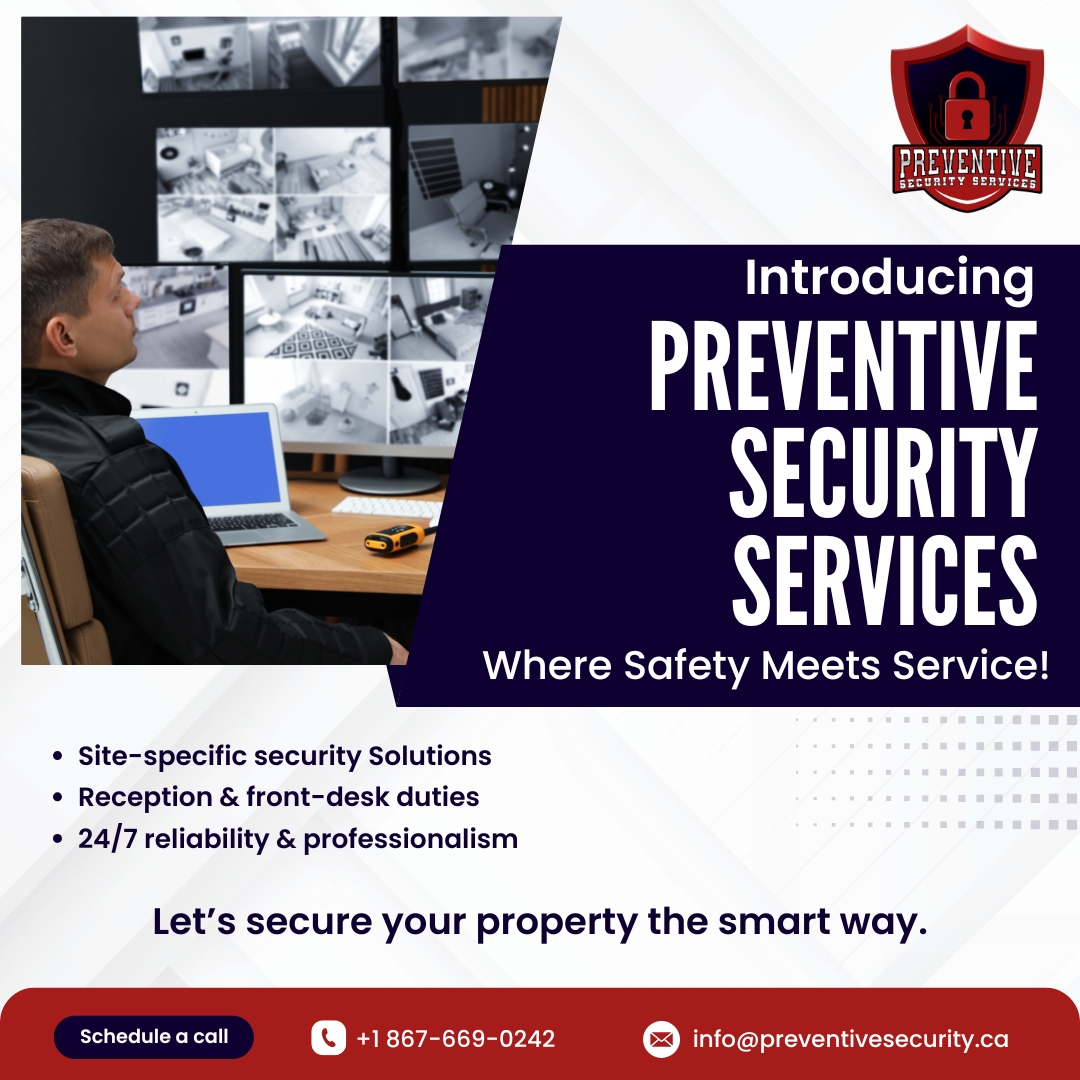 PREVENTIVE
SECURITY SERVICES
Introducing
PREVENTIVE
SECURITY
SERVICES
Where Safety Meets Service!
• Site-specific security Solutions
• Reception & front-desk duties
• 24/7 reliability & professionalism
Let’s secure your property the smart way.
Schedule a call
+1 867-669-0242
info@preventivesecurity.ca